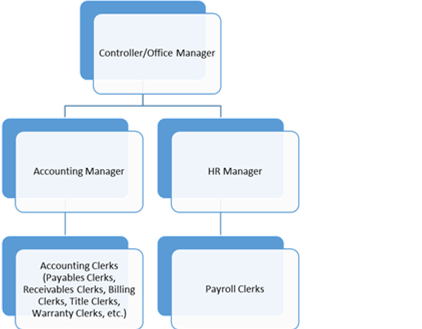 Controller/Office Manager
Accounting Manager
HR Manager
Accounting Clerks
(Payables Clerks,
Receivables Clerks, Billing
Clerks, Title Clerks,
Warranty Clerks, etc.)
Payroll Clerks